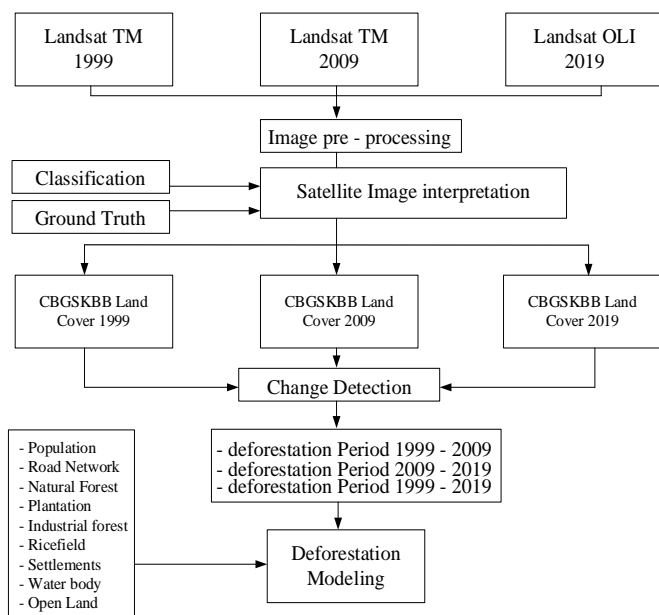 Landsat TM
1999
Landsat TM
2009
Landsat OLI
2019
Image pre - processing
Classification
Ground Truth
Satellite Image interpretation
CBGSKBB Land
Cover 1999
CBGSKBB Land
Cover 2009
CBGSKBB Land
Cover 2019
Change Detection
- deforestation Period 1999 - 2009
- deforestation Period 2009 - 2019
- deforestation Period 1999 - 2019
- Population
- Road Network
- Natural Forest
- Plantation
- Industrial forest
- Ricefield
- Settlements
- Water body
- Open Land
Deforestation
Modeling